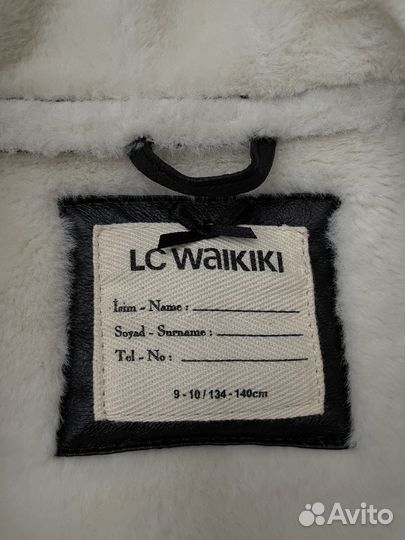 LC WAIKIKI
İsim - Name :
Soyad - Surname :
Tel - No :
9 - 10 / 134 - 140cm
Avito